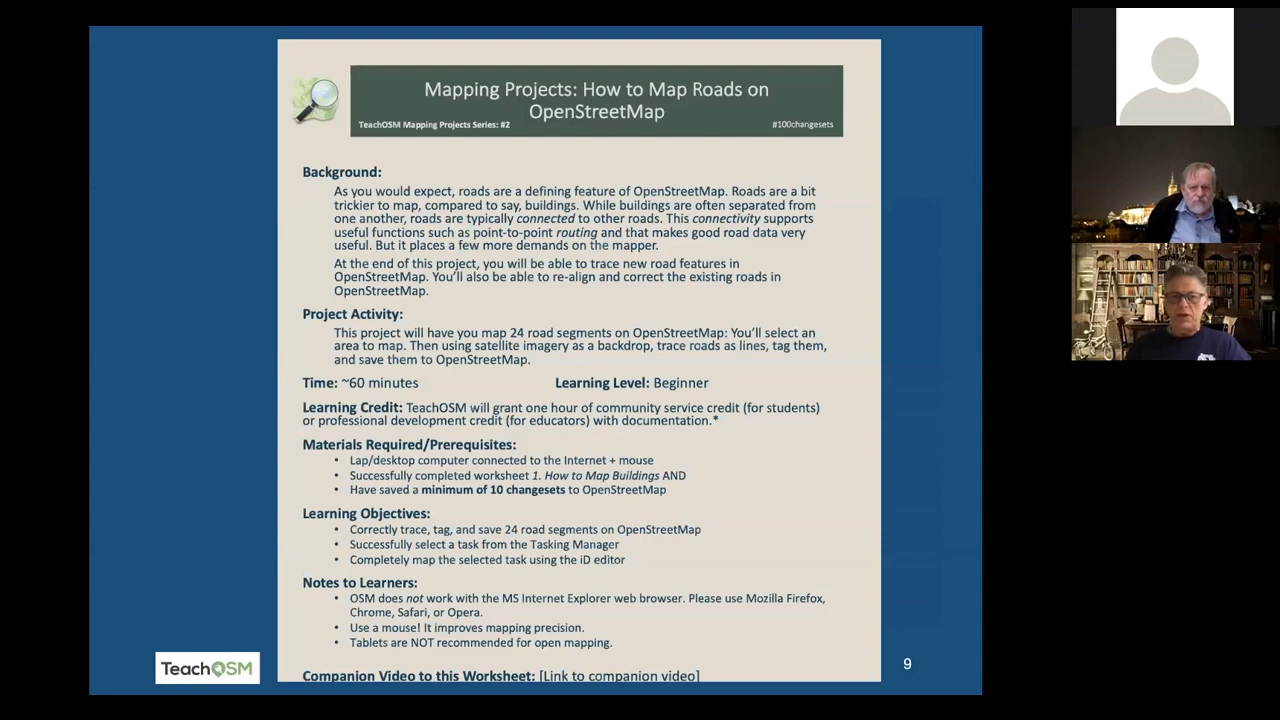 Mapping Projects: How to Map Roads on
OpenStreetMap
TeachOSM Mapping Projects Series: #2
#100changesets
Background:
As you would expect, roads are a defining feature of OpenStreetMap. Roads are a bit
trickier to map, compared to say, buildings. While buildings are often separated from
one another, roads are typically connected to other roads. This connectivity supports
useful functions such as point-to-point routing and that makes good road data very
useful. But it places a few more demands on the mapper.
At the end of this project, you will be able to trace new road features in
OpenStreetMap. You'll also be able to re-align and correct the existing roads in
OpenStreetMap.
Project Activity:
This project will have you map 24 road segments on OpenStreetMap: You'll select an
area to map. Then using satellite imagery as a backdrop, trace roads as lines, tag them,
and save them to OpenStreetMap.
Time: ~60 minutes Learning Level: Beginner
Learning Credit: TeachOSM will grant one hour of community service credit (for students)
or professional development credit (for educators) with documentation.*
Materials Required/Prerequisites:
• Lap/desktop computer connected to the Internet + mouse
• Successfully completed worksheet 1. How to Map Buildings AND
• Have saved a minimum of 10 changesets to OpenStreetMap
Learning Objectives:
• Correctly trace, tag, and save 24 road segments on OpenStreetMap
• Successfully select a task from the Tasking Manager
• Completely map the selected task using the iD editor
Notes to Learners:
• OSM does not work with the MS Internet Explorer web browser. Please use Mozilla Firefox,
Chrome, Safari, or Opera.
• Use a mouse! It improves mapping precision.
• Tablets are NOT recommended for open mapping.
Companion Video to this Worksheet: [Link to companion video]
TeachOSM
9